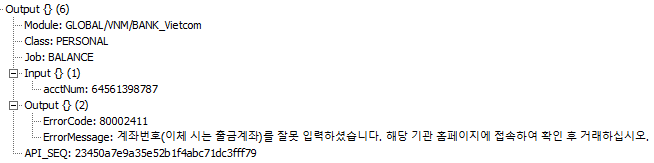 Output {} (6)
Module: GLOBAL/VNM/BANK_Vietcom
Class: PERSONAL
Job: BALANCE
Input {} (1)
acctNum: 64561398787
Output {} (2)
ErrorCode: 80002411
ErrorMessage: 계좌번호(이체 시는 출금계좌)를 잘못 입력하셨습니다. 해당 기관 홈페이지에 접속하여 확인 후 거래하십시오.
API_SEQ: 23450a7e9a35e52b1f4abc71dc3fff79